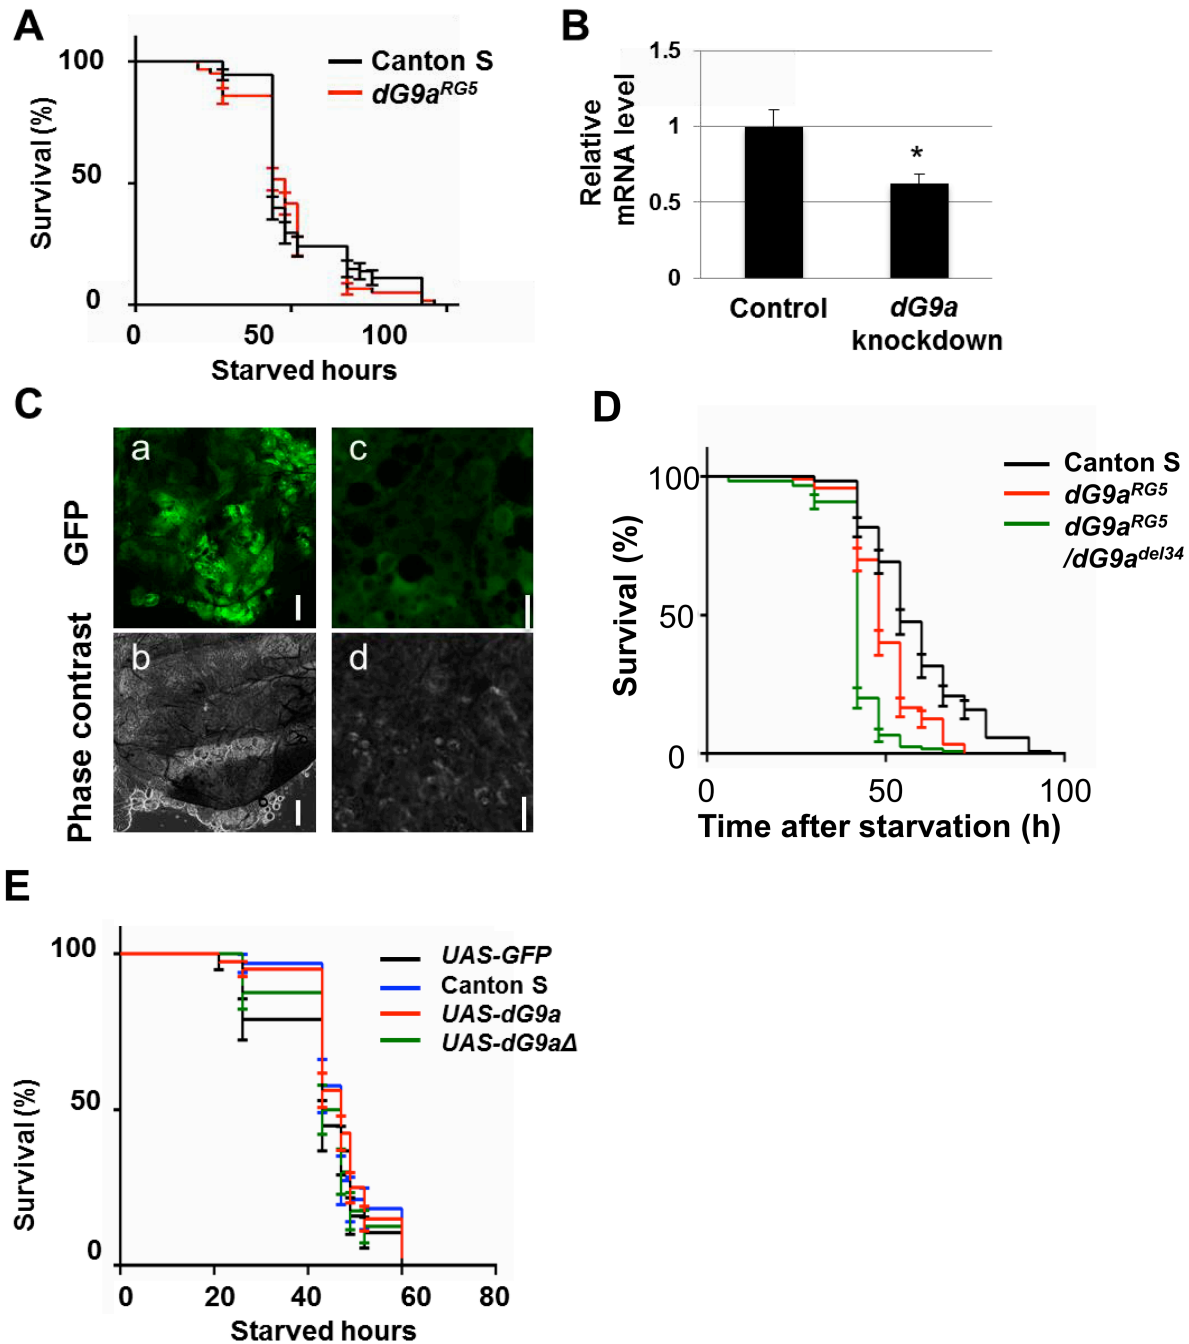 A
100
50
0
Survival (%)
0 50 100
Starved hours
Canton S
dG9aRG5
B
1.5
1
0.5
0
Relative
mRNA level
*
Control
dG9a
knockdown
C
GFP
Phase contrast
a
c
b
d
D
100
50
0
Survival (%)
0 50 100
Time after starvation (h)
Canton S
dG9aRG5
dG9aRG5
/dG9adel34
E
100
50
0
Survival (%)
0 20 40 60 80
Starved hours
UAS-GFP
Canton S
UAS-dG9a
UAS-dG9aΔ